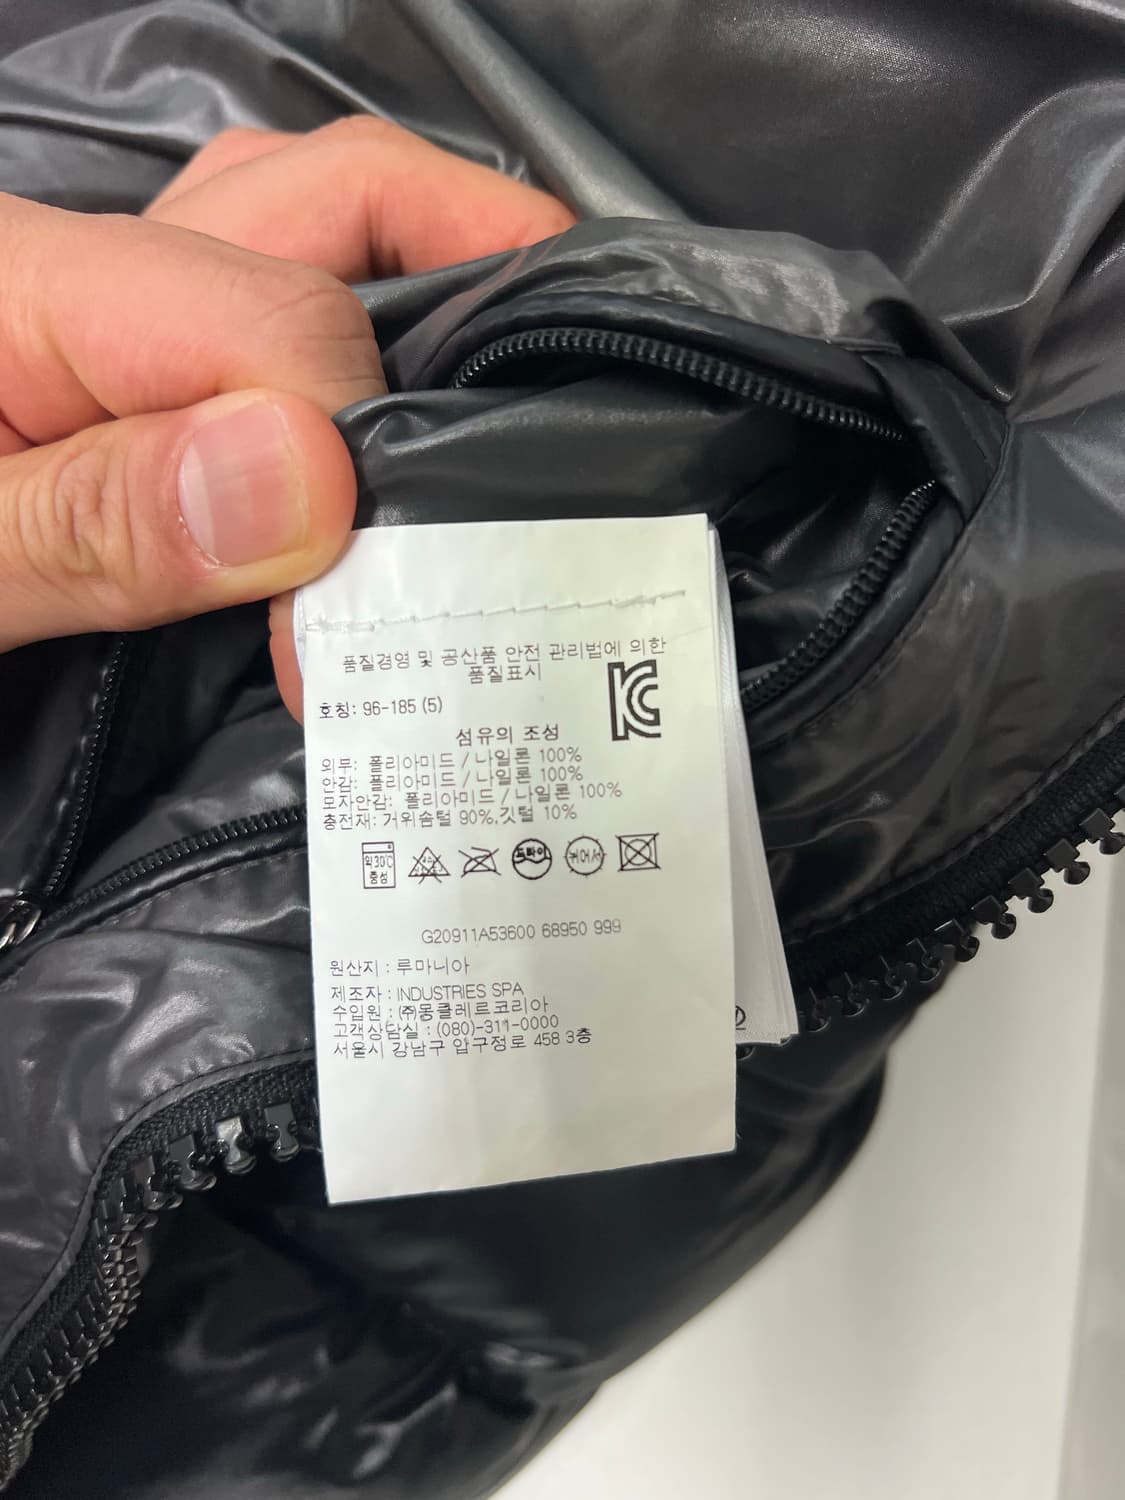 품질경영 및 공산품 안전 관리법에 의한
품질표시
호칭: 96-185 (5)
섬유의 조성
외부: 폴리아미드 / 나일론 100%
안감: 폴리아미드 / 나일론 100%
모자안감: 폴리아미드 / 나일론 100%
충전재: 거위솜털 90%,깃털 10%
약30℃ 드라이
중성
G20911A53600 68950 999
원산지 : 루마니아
제조자 : INDUSTRIES SPA
수입원 : ㈜몽클레르코리아
고객상담실 : (080)-311-0000
서울시 강남구 압구정로 458 3층